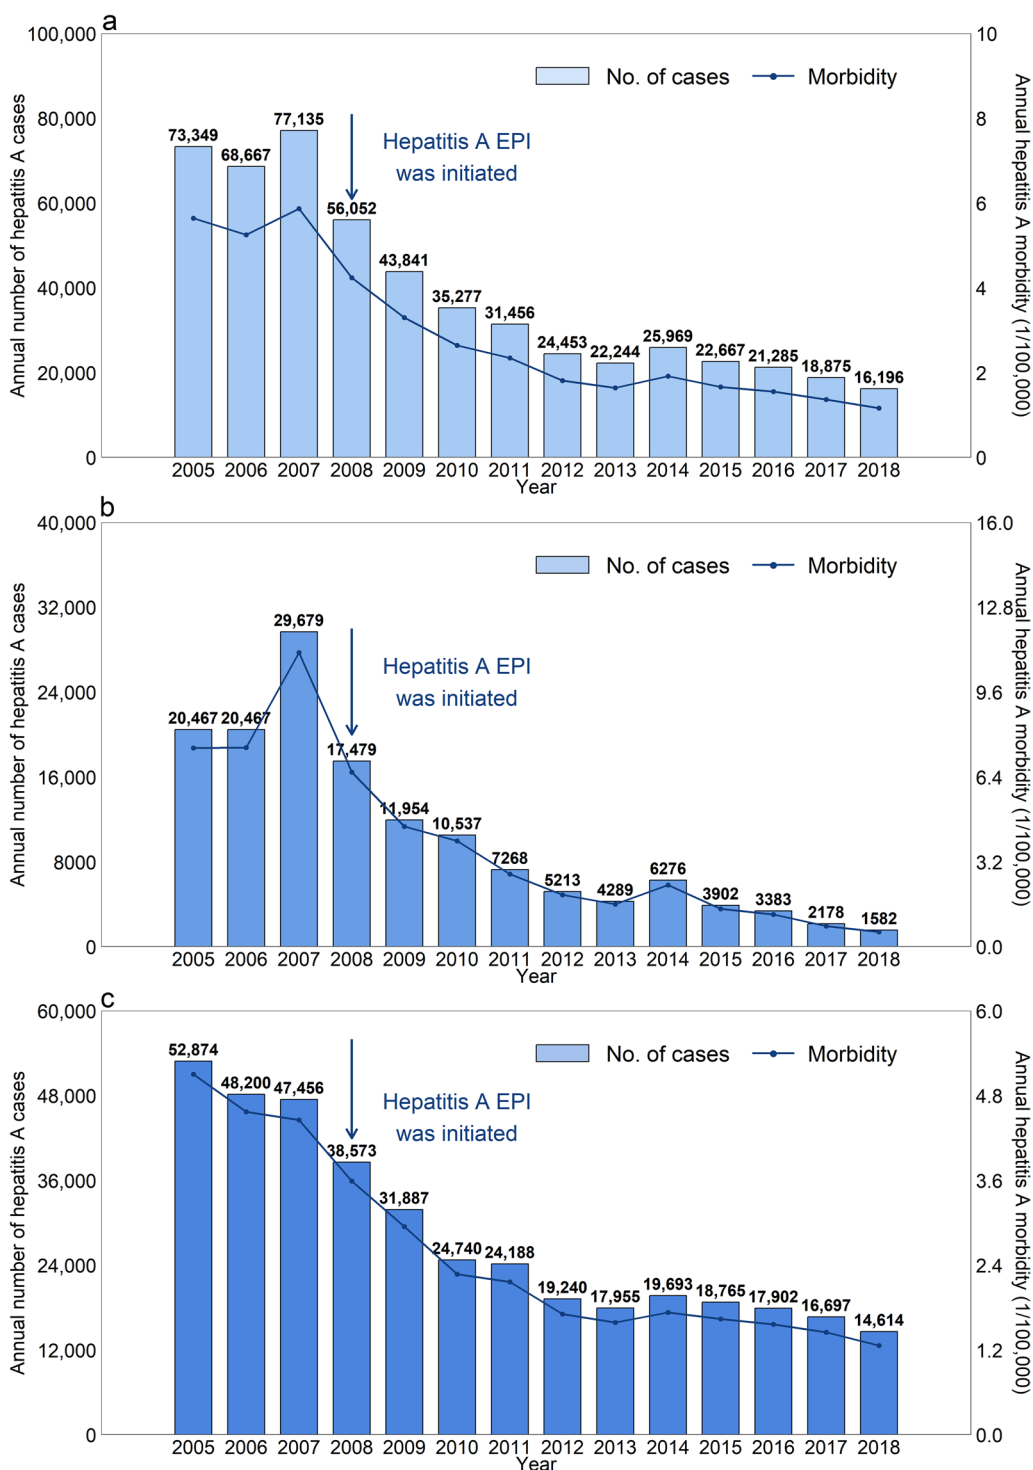 a
100,000
80,000
60,000
40,000
20,000
0
Annual number of hepatitis A cases
10
8
6
4
2
0
Annual hepatitis A morbidity (1/100,000)
No. of cases Morbidity
Hepatitis A EPI
was initiated
73,349 68,667 77,135 56,052 43,841 35,277 31,456 24,453 22,244 25,969 22,667 21,285 18,875 16,196
2005 2006 2007 2008 2009 2010 2011 2012 2013 2014 2015 2016 2017 2018
Year
b
40,000
32,000
24,000
16,000
8000
0
Annual number of hepatitis A cases
16.0
12.8
9.6
6.4
3.2
0.0
Annual hepatitis A morbidity (1/100,000)
No. of cases Morbidity
Hepatitis A EPI
was initiated
20,467 20,467 29,679 17,479 11,954 10,537 7268 5213 4289 6276 3902 3383 2178 1582
2005 2006 2007 2008 2009 2010 2011 2012 2013 2014 2015 2016 2017 2018
Year
c
60,000
48,000
36,000
24,000
12,000
0
Annual number of hepatitis A cases
6.0
4.8
3.6
2.4
1.2
0.0
Annual hepatitis A morbidity (1/100,000)
No. of cases Morbidity
Hepatitis A EPI
was initiated
52,874 48,200 47,456 38,573 31,887 24,740 24,188 19,240 17,955 19,693 18,765 17,902 16,697 14,614
2005 2006 2007 2008 2009 2010 2011 2012 2013 2014 2015 2016 2017 2018
Year